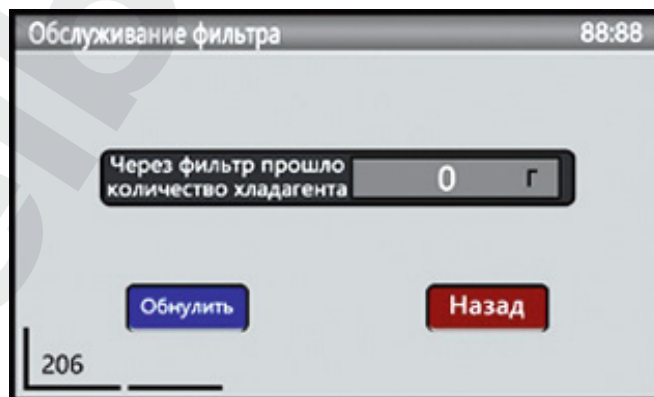 Обслуживание фильтра 88:88
Через фильтр прошло
количество хладагента 0 г
Обнулить Назад
206